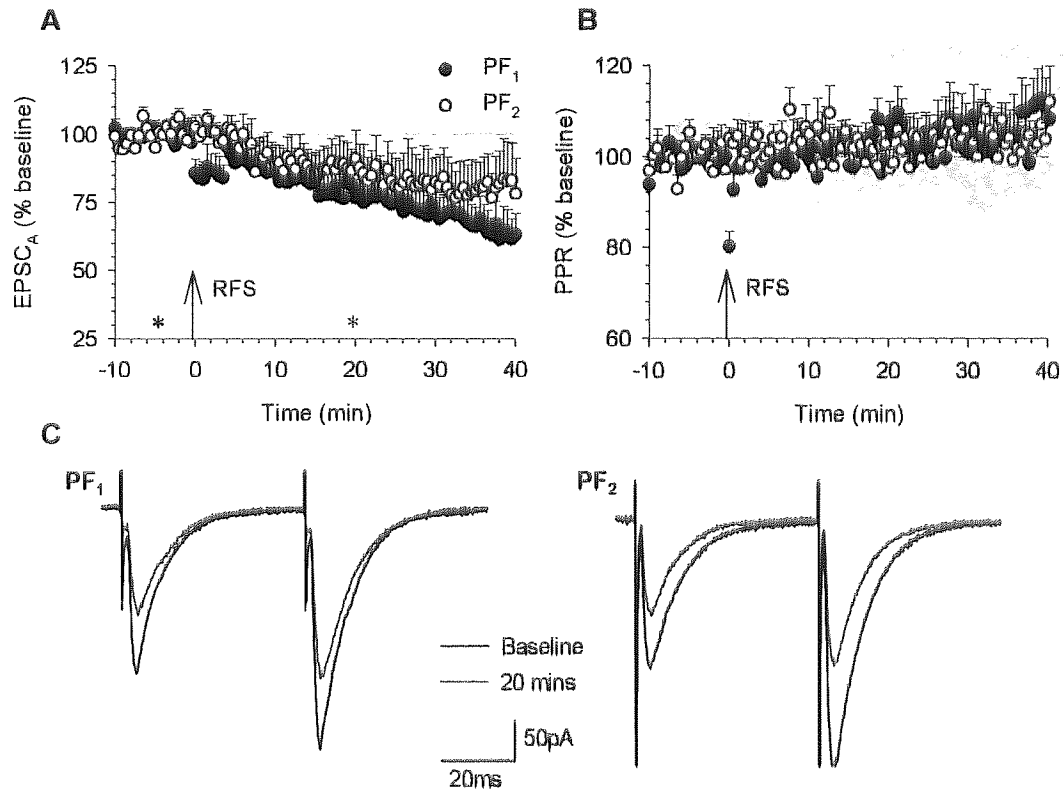 A
B
125
100
75
50
25
EPSC_A (% baseline)
PF₁
PF₂
RFS
*
*
-10 0 10 20 30 40
Time (min)
120
100
80
60
PPR (% baseline)
RFS
-10 0 10 20 30 40
Time (min)
C
PF₁
PF₂
Baseline
20 mins
50pA
20ms